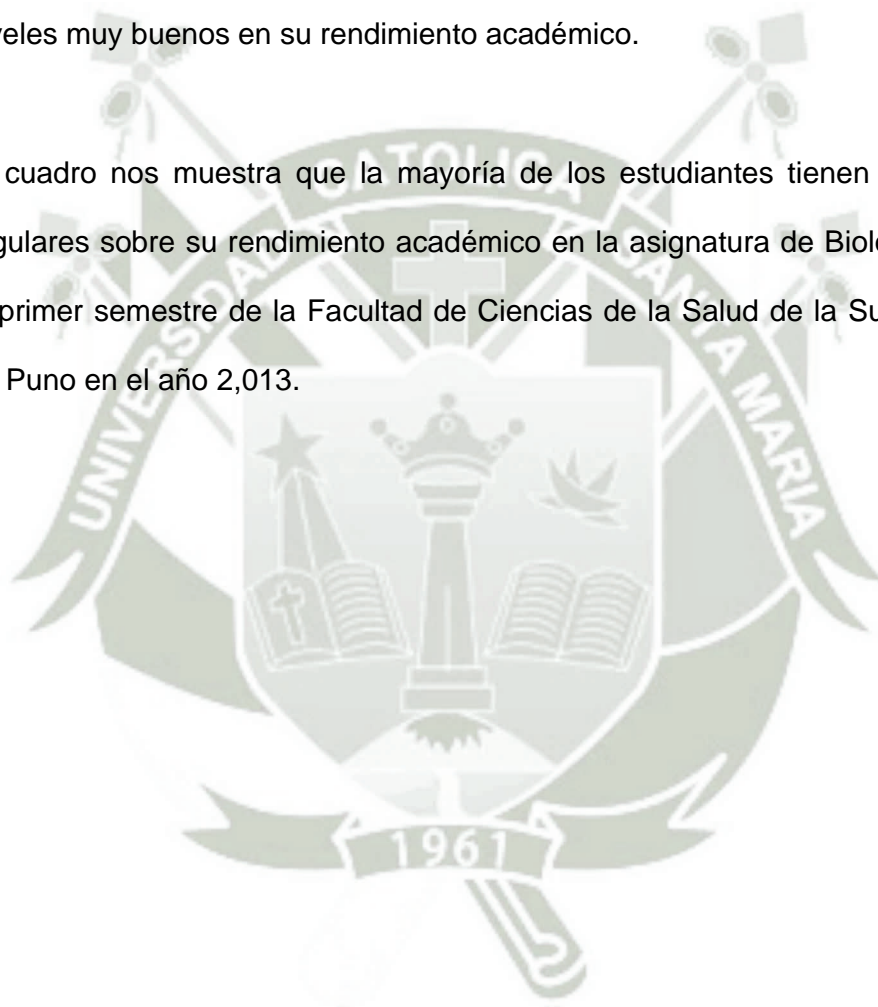 veles muy buenos en su rendimiento académico.
cuadro nos muestra que la mayoría de los estudiantes tienen
gulares sobre su rendimiento académico en la asignatura de Biol
primer semestre de la Facultad de Ciencias de la Salud de la Su
Puno en el año 2,013.
UNIVERSIDAD CATOLICA SANTA MARIA
1961